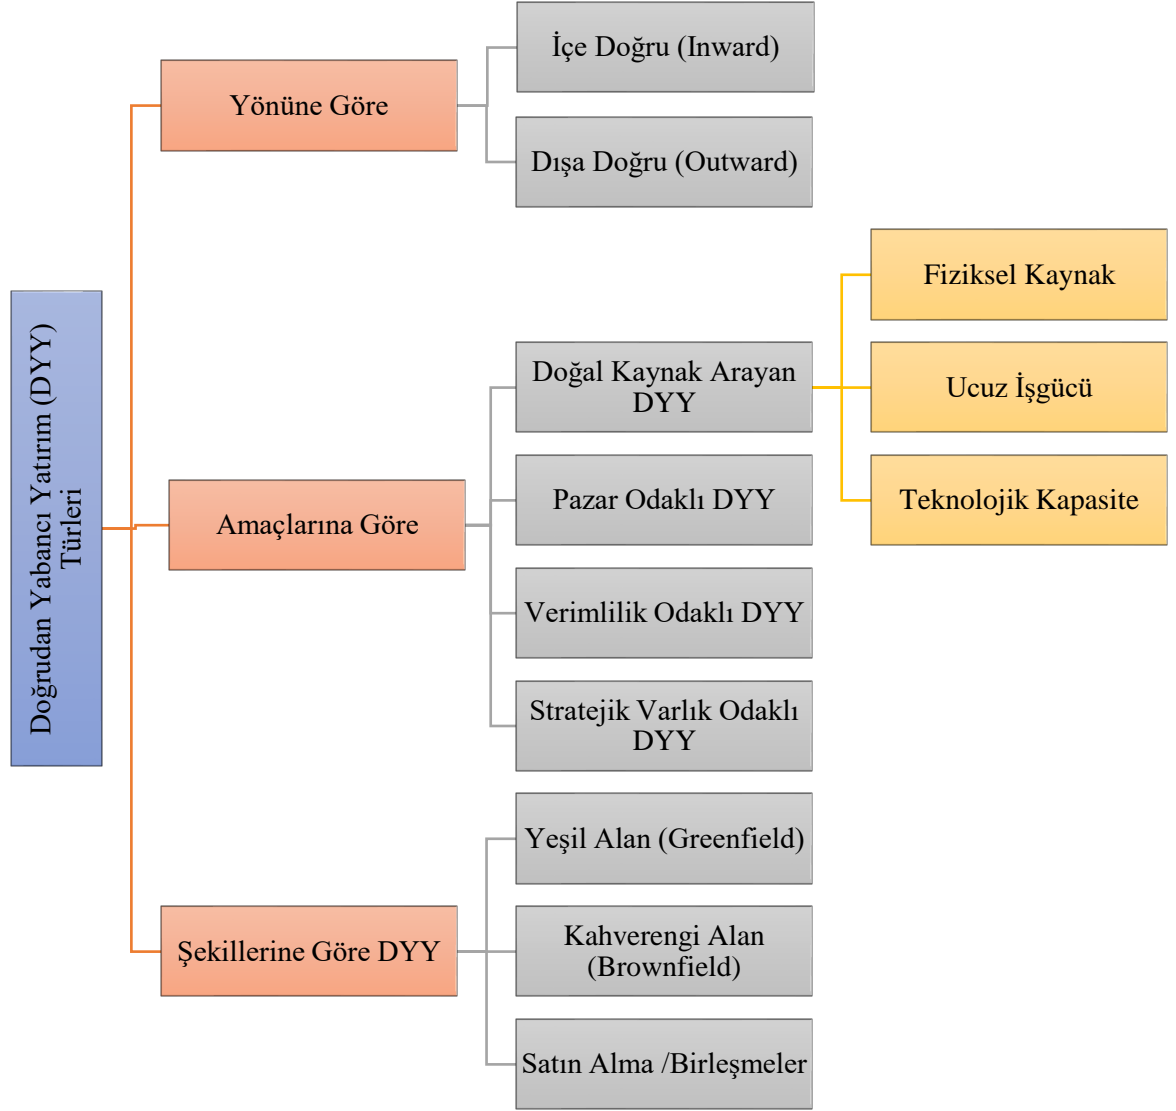 Doğrudan Yabancı Yatırım (DYY)
Türleri
Yönüne Göre
İçe Doğru (Inward)
Dışa Doğru (Outward)
Amaçlarına Göre
Doğal Kaynak Arayan
DYY
Fiziksel Kaynak
Ucuz İşgücü
Teknolojik Kapasite
Pazar Odaklı DYY
Verimlilik Odaklı DYY
Stratejik Varlık Odaklı
DYY
Şekillerine Göre DYY
Yeşil Alan (Greenfield)
Kahverengi Alan
(Brownfield)
Satın Alma /Birleşmeler